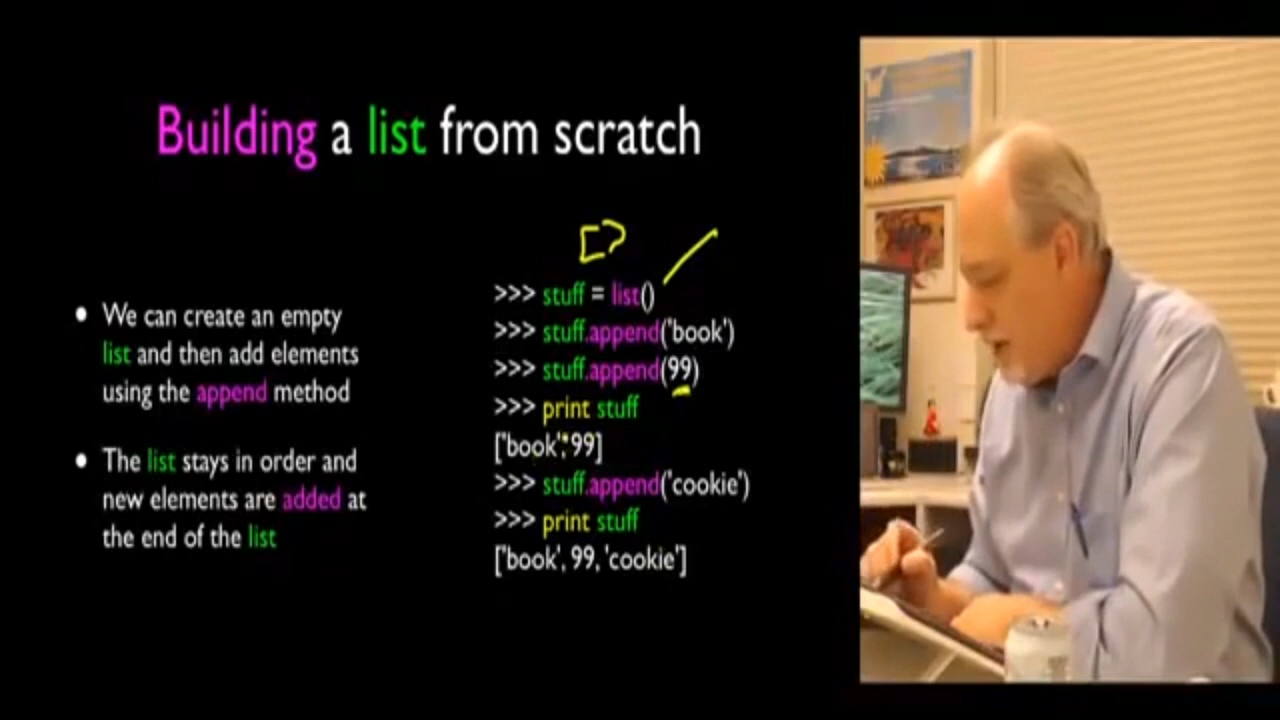 Building a list from scratch
• We can create an empty
list and then add elements
using the append method
• The list stays in order and
new elements are added at
the end of the list
>>> stuff = list()
>>> stuff.append('book')
>>> stuff.append(99)
>>> print stuff
['book', 99]
>>> stuff.append('cookie')
>>> print stuff
['book', 99, 'cookie']